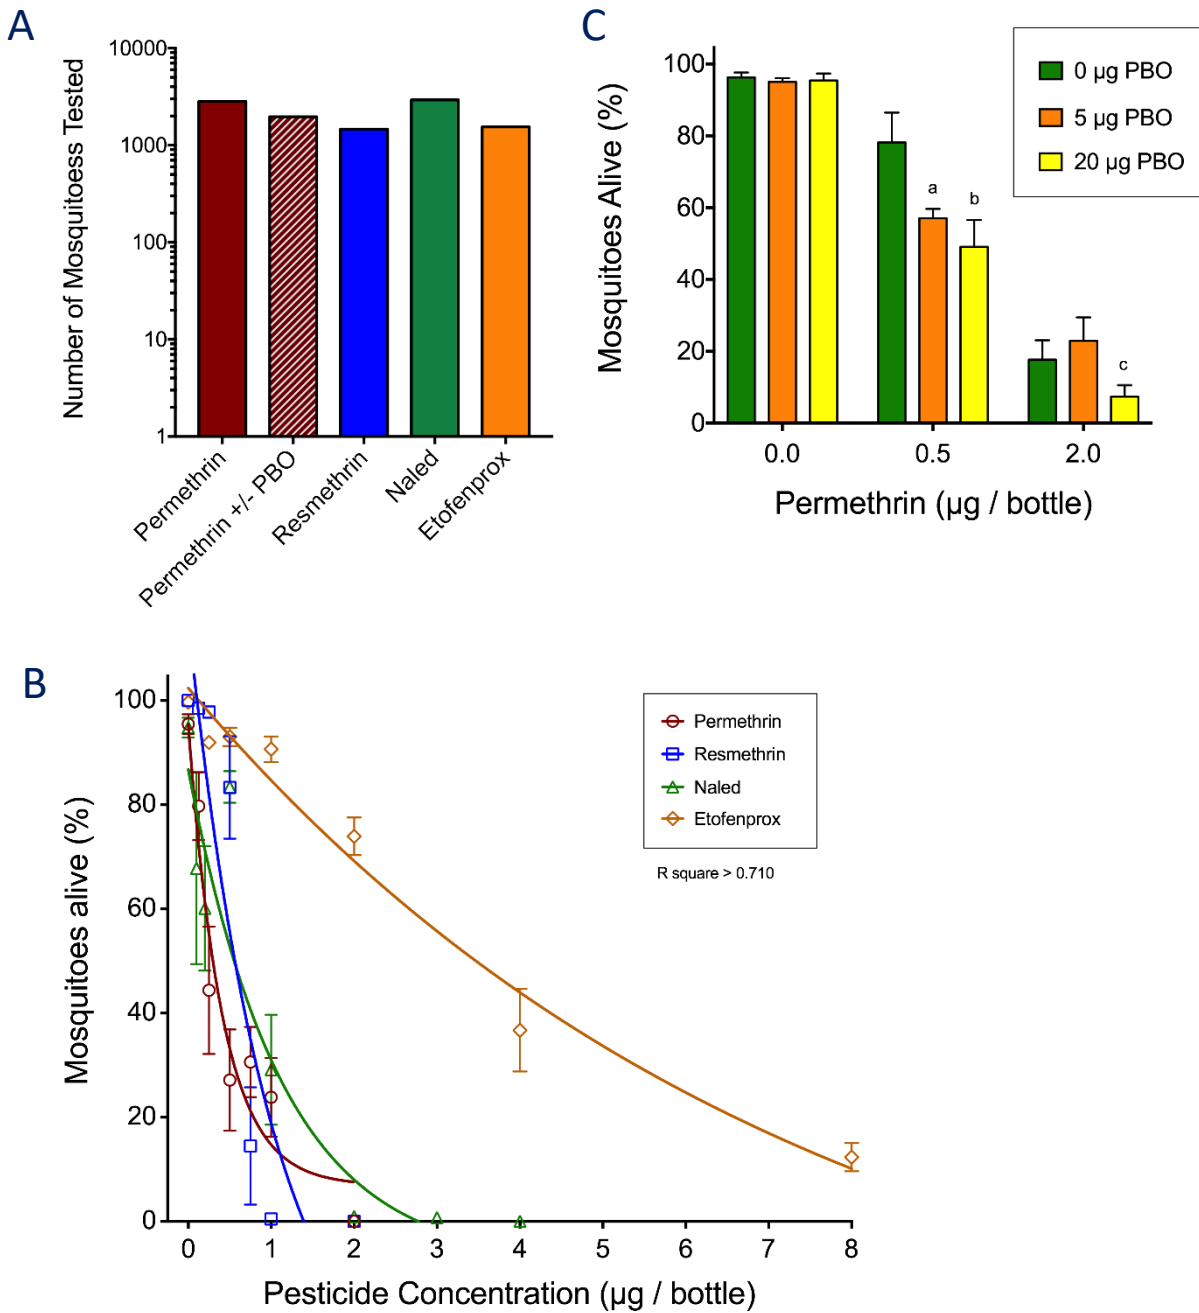 A
Number of Mosquitoess Tested
10000
1000
100
10
1
Permethrin
Permethrin +/- PBO
Resmethrin
Naled
Etofenprox
C
Mosquitoes Alive (%)
100
80
60
40
20
0
a
b
c
0.0
0.5
2.0
Permethrin (µg / bottle)
0 µg PBO
5 µg PBO
20 µg PBO
B
Mosquitoes alive (%)
100
80
60
40
20
0
0 1 2 3 4 5 6 7 8
Pesticide Concentration (µg / bottle)
Permethrin
Resmethrin
Naled
Etofenprox
R square > 0.710